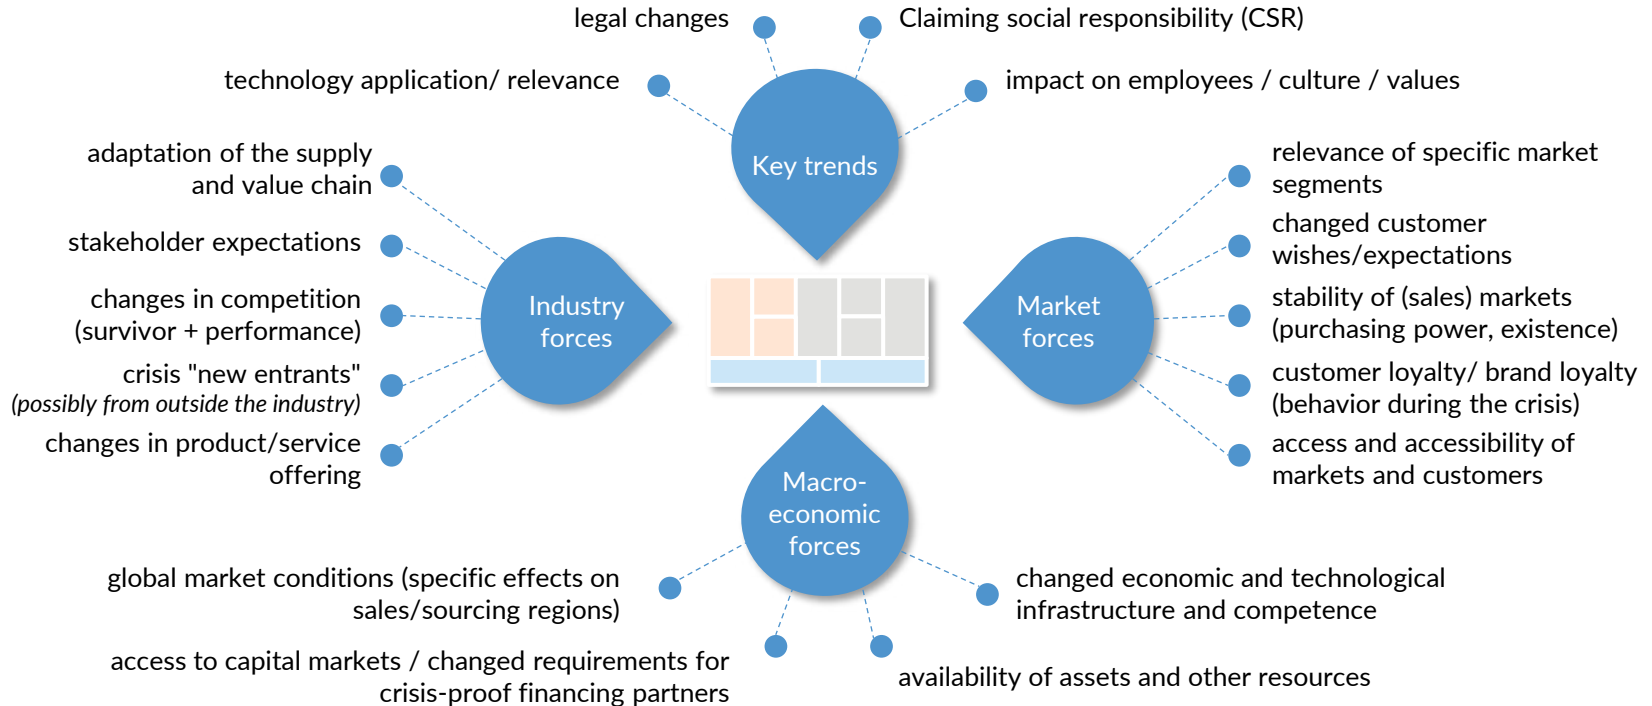 legal changes
Claiming social responsibility (CSR)
technology application/ relevance
impact on employees / culture / values
Key trends
adaptation of the supply
and value chain
stakeholder expectations
changes in competition
(survivor + performance)
crisis "new entrants"
(possibly from outside the industry)
changes in product/service
offering
Industry
forces
Market
forces
relevance of specific market
segments
changed customer
wishes/expectations
stability of (sales) markets
(purchasing power, existence)
customer loyalty/ brand loyalty
(behavior during the crisis)
access and accessibility of
markets and customers
Macro-
economic
forces
global market conditions (specific effects on
sales/sourcing regions)
access to capital markets / changed requirements for
crisis-proof financing partners
changed economic and technological
infrastructure and competence
availability of assets and other resources